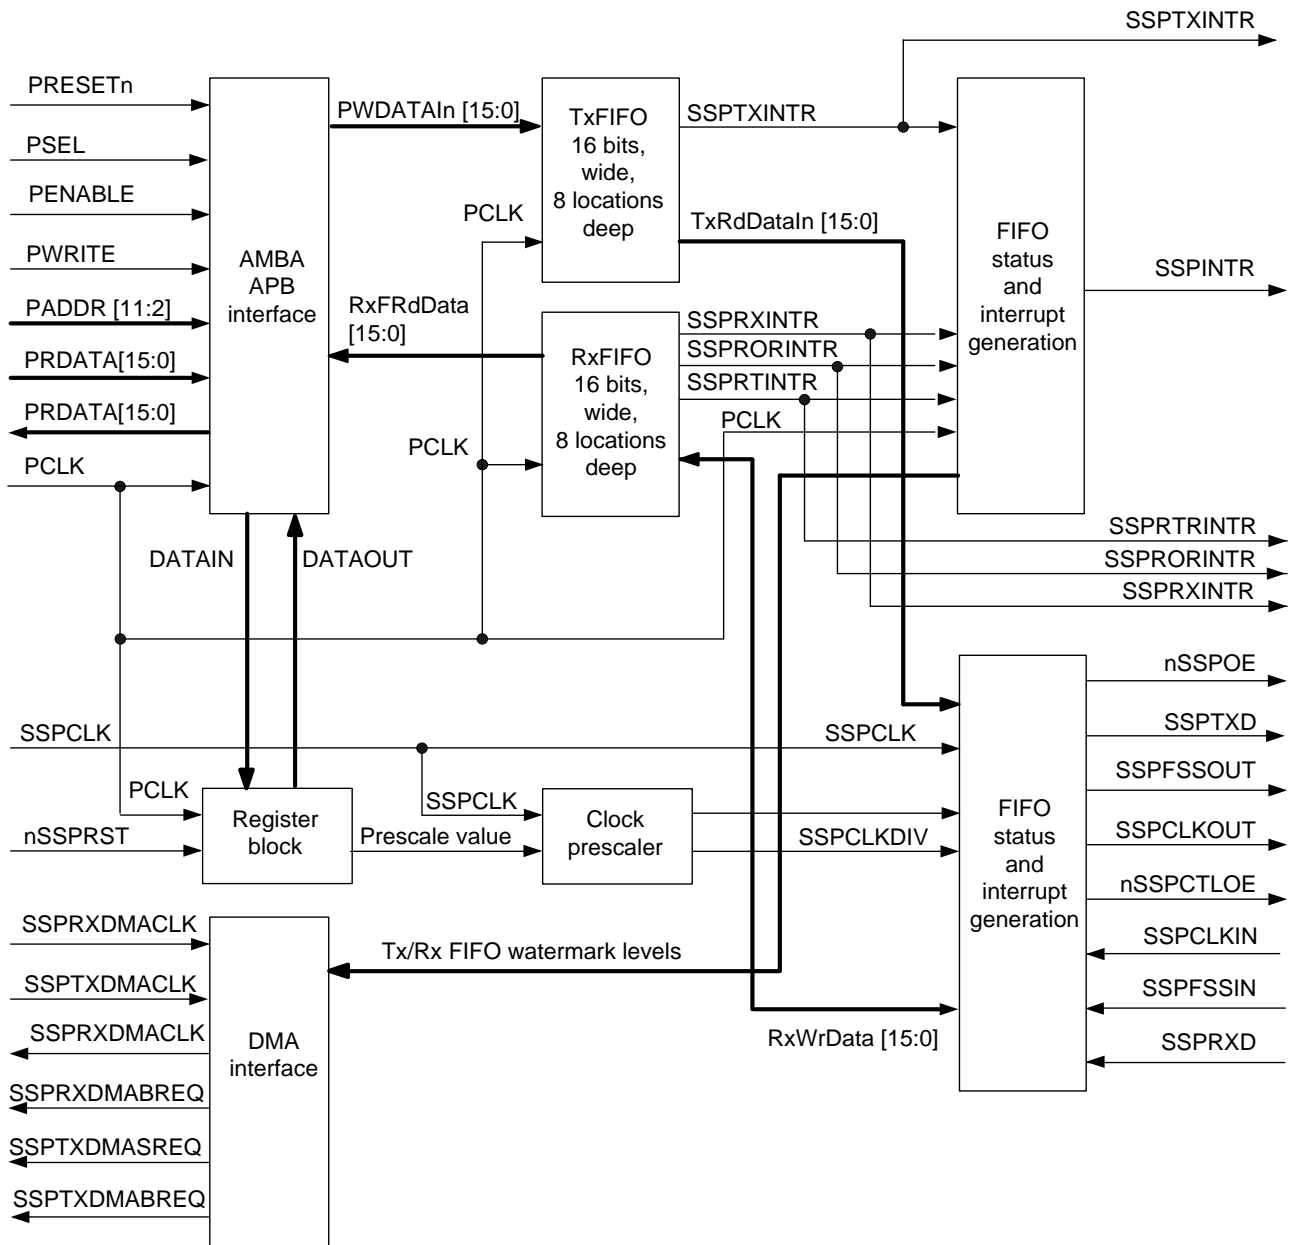 SSPTXINTR
PRESETn
PSEL
PENABLE
PWRITE
PADDR [11:2]
PRDATA[15:0]
PRDATA[15:0]
PCLK
AMBA
APB
interface
PWDATAIn [15:0]
RxFRdData
[15:0]
PCLK
PCLK
TxFIFO
16 bits,
wide,
8 locations
deep
RxFIFO
16 bits,
wide,
8 locations
deep
SSPTXINTR
TxRdDataIn [15:0]
SSPRXINTR
SSPRORINTR
SSPRTINTR
PCLK
FIFO
status
and
interrupt
generation
SSPINTR
SSPRTRINTR
SSPRORINTR
SSPRXINTR
DATAIN
DATAOUT
SSPCLK
SSPCLK
PCLK
nSSPRST
Register
block
SSPCLK
Prescale value
Clock
prescaler
SSPCLKDIV
FIFO
status
and
interrupt
generation
nSSPOE
SSPTXD
SSPFSSOUT
SSPCLKOUT
nSSPCTLOE
SSPCLKIN
SSPFSSIN
SSPRXD
SSPRXDMACLK
SSPTXDMACLK
SSPRXDMACLK
SSPRXDMABREQ
SSPTXDMASREQ
SSPTXDMABREQ
DMA
interface
Tx/Rx FIFO watermark levels
RxWrData [15:0]